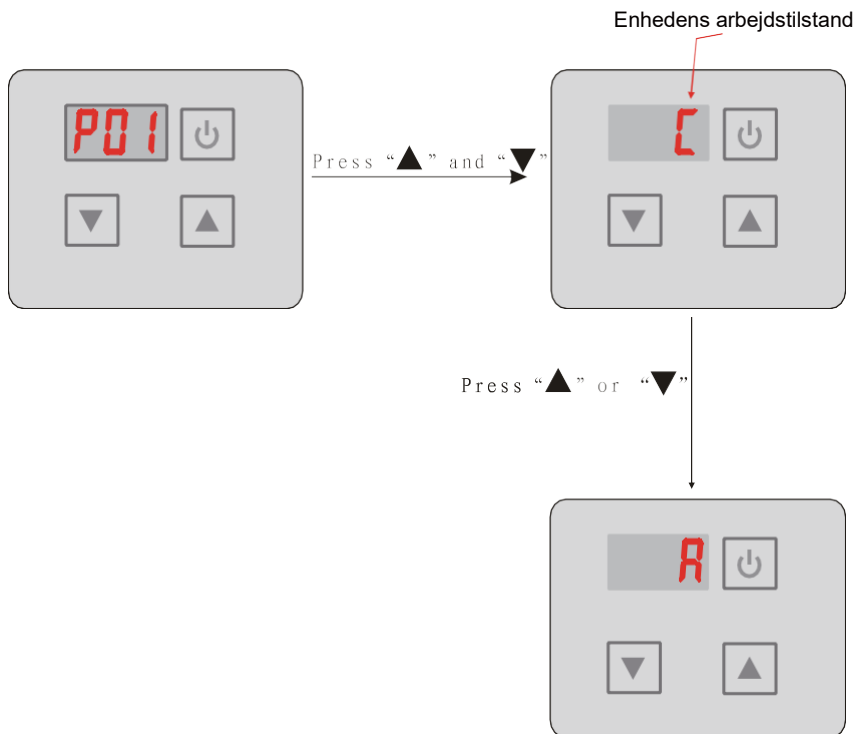 Enhedens arbejdstilstand
P01
Press “▲” and “▼”
C
Press “▲” or “▼”
A